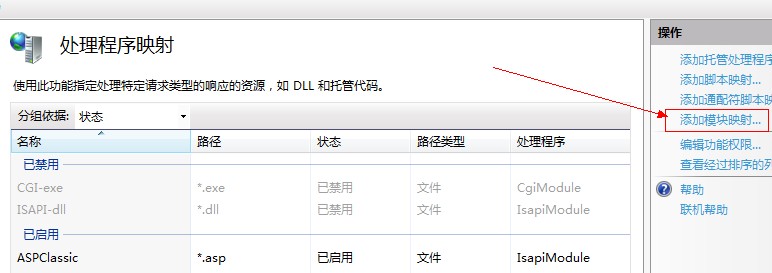 处理程序映射
使用此功能指定处理特定请求类型的响应的资源，如 DLL 和托管代码。
分组依据: 状态
名称 路径 状态 路径类型 处理程序
已禁用
CGI-exe *.exe 已禁用 文件 CgiModule
ISAPI-dll *.dll 已禁用 文件 IsapiModule
已启用
ASPClassic *.asp 已启用 文件 IsapiModule
操作
添加托管处理程序
添加脚本映射...
添加通配符脚本映
添加模块映射...
编辑功能权限...
查看经过排序的列
帮助
联机帮助